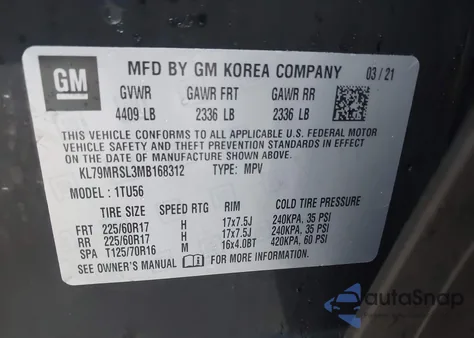 GM
MFD BY GM KOREA COMPANY 03/21
GVWR GAWR FRT GAWR RR
4409 LB 2336 LB 2336 LB
THIS VEHICLE CONFORMS TO ALL APPLICABLE U.S. FEDERAL MOTOR
VEHICLE SAFETY, BUMPER, AND THEFT PREVENTION STANDARDS IN
EFFECT ON THE DATE OF MANUFACTURE SHOWN ABOVE.
KL79MRSL3MB168312 TYPE: MPV
MODEL: 1TU56
TIRE SIZE SPEED RTG RIM COLD TIRE PRESSURE
FRT 225/60R17 H 17x7.5J 240KPA, 35 PSI
RR 225/60R17 H 17x7.5J 240KPA, 35 PSI
SPA T125/70R16 M 16x4.0BT 420KPA, 60 PSI
SEE OWNER'S MANUAL FOR MORE INFORMATION
autoSnap